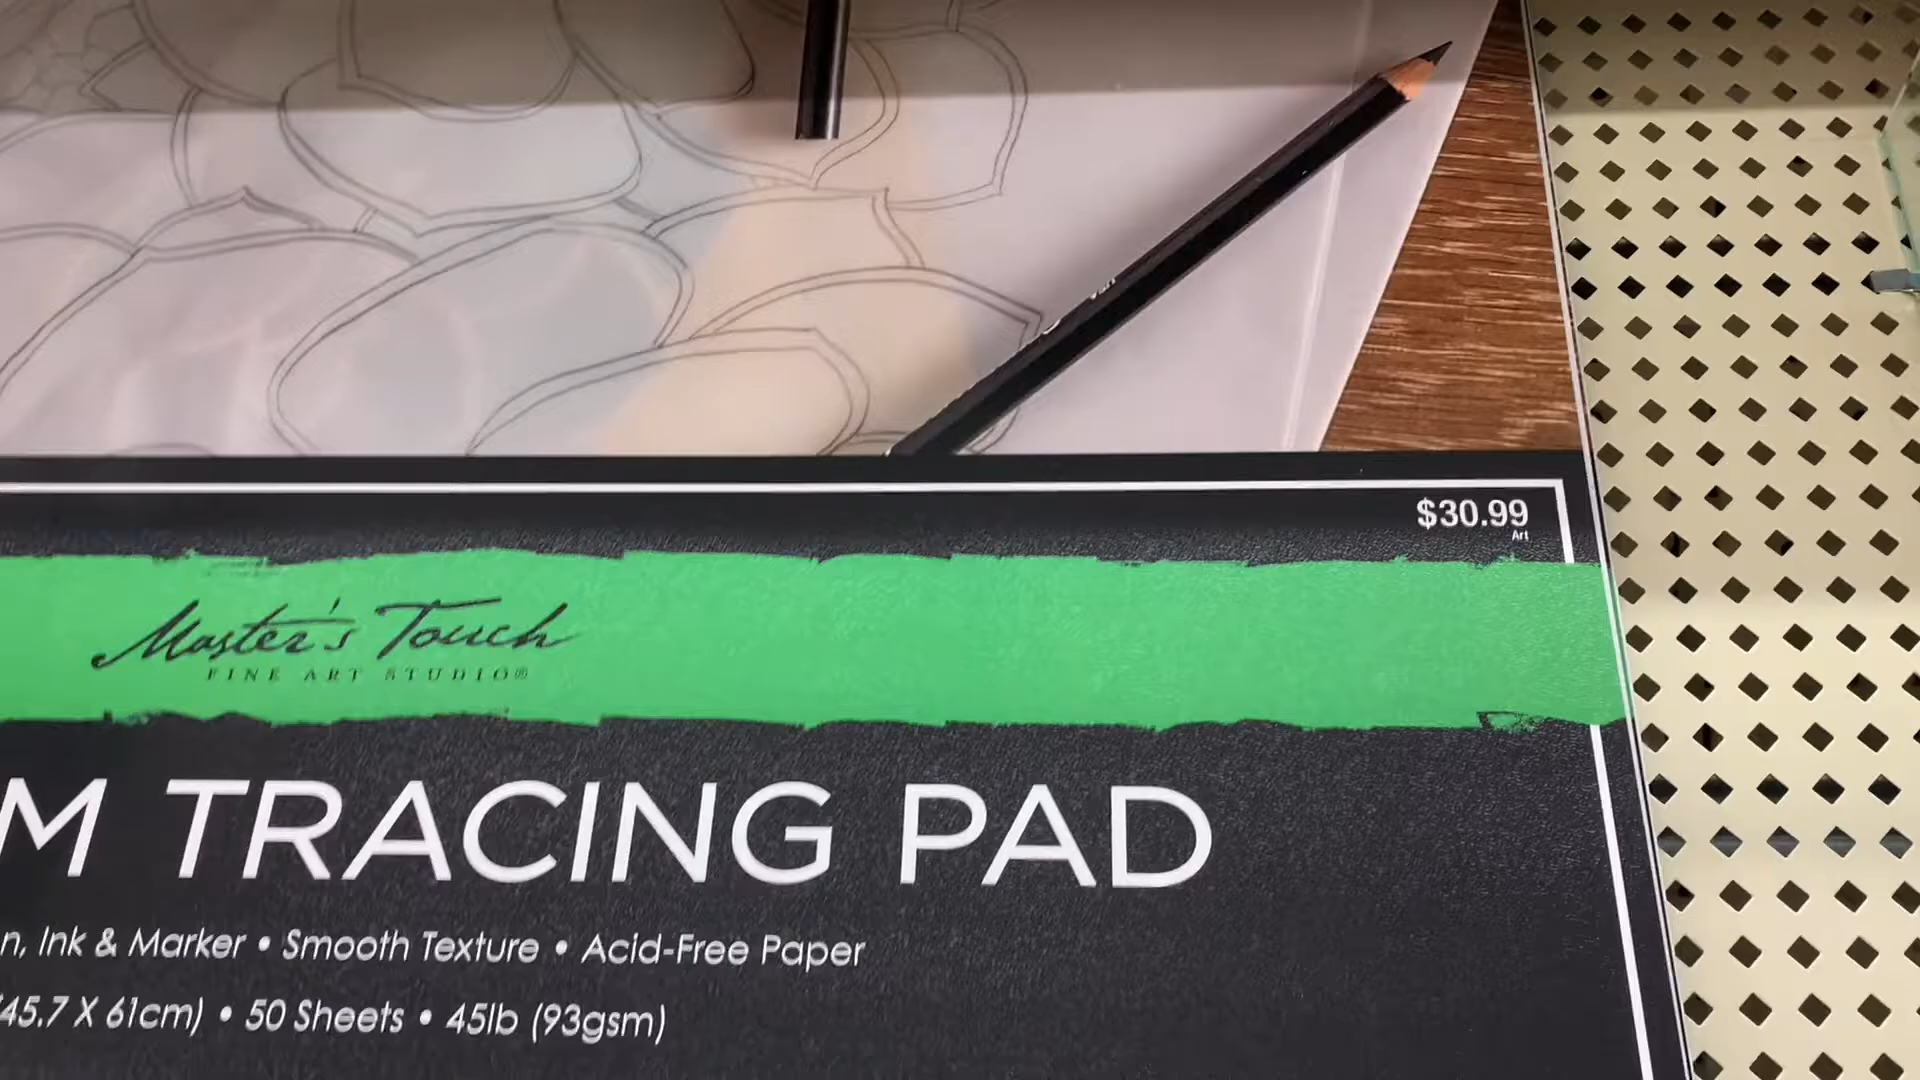 $30.99
Art
Master's Touch
FINE ART STUDIO®
M TRACING PAD
n, Ink & Marker • Smooth Texture • Acid-Free Paper
(45.7 X 61cm) • 50 Sheets • 45lb (93gsm)